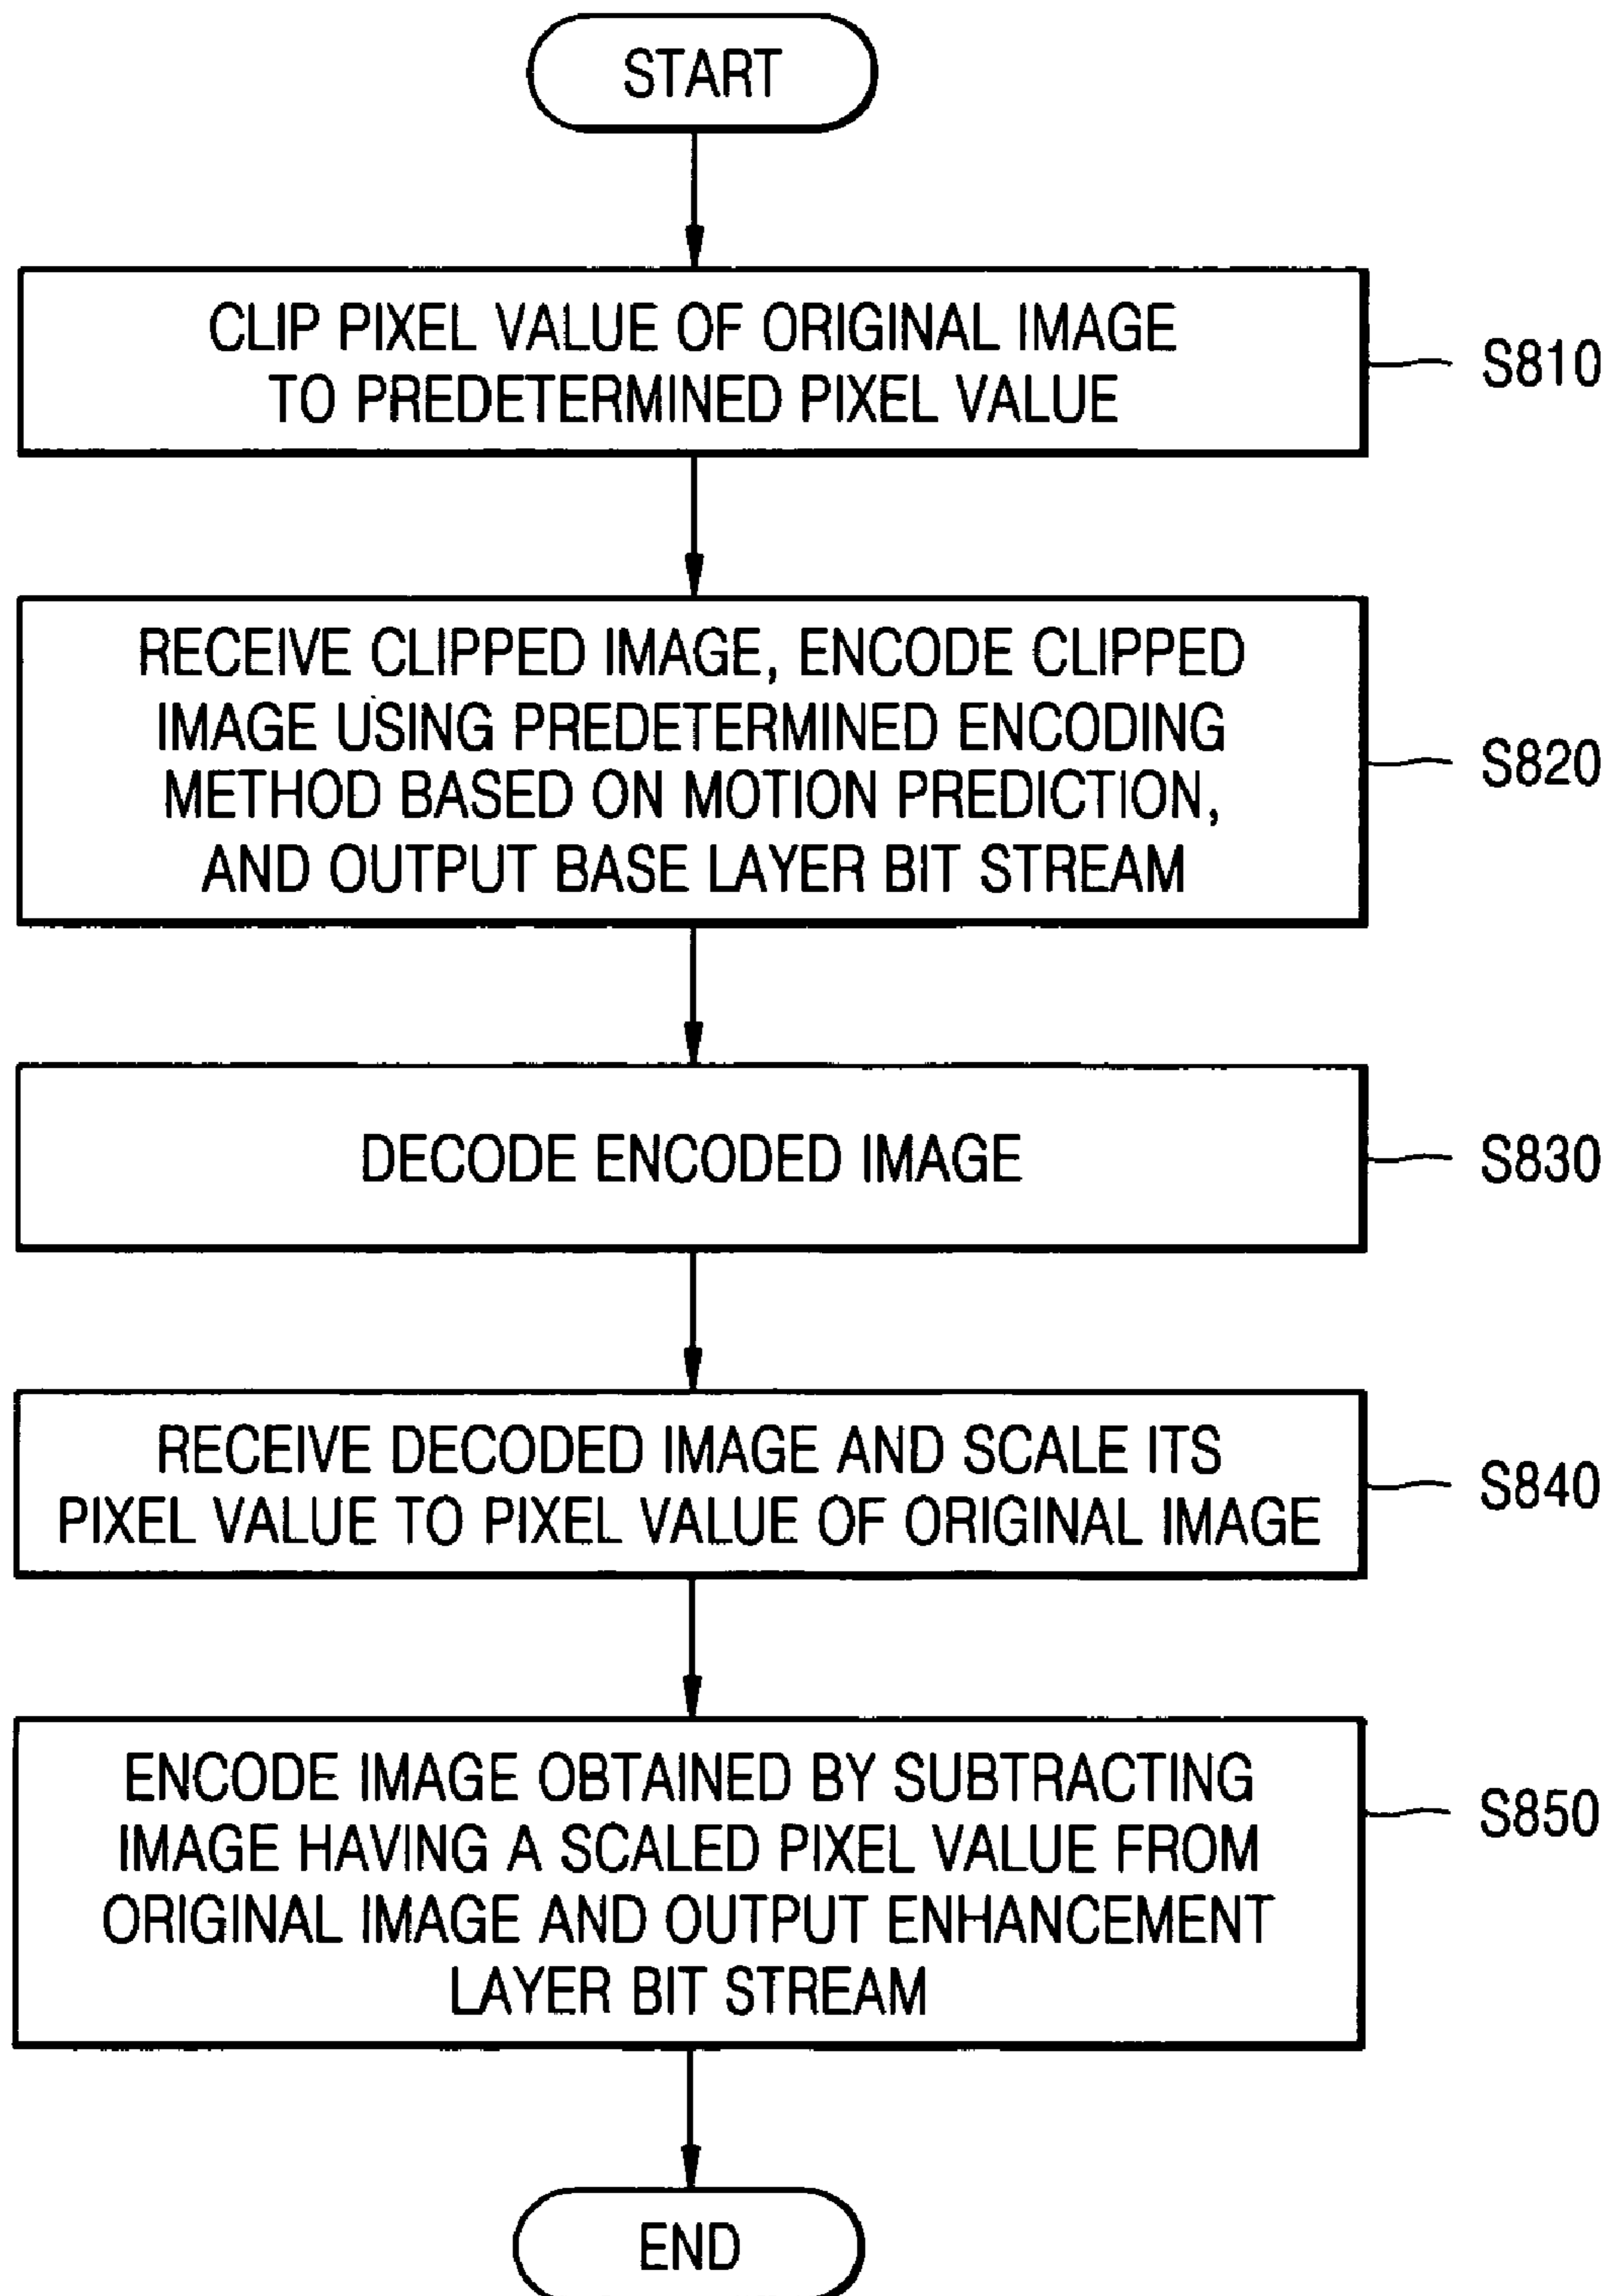 START
CLIP PIXEL VALUE OF ORIGINAL IMAGE
TO PREDETERMINED PIXEL VALUE
S810
RECEIVE CLIPPED IMAGE, ENCODE CLIPPED
IMAGE USING PREDETERMINED ENCODING
METHOD BASED ON MOTION PREDICTION,
AND OUTPUT BASE LAYER BIT STREAM
S820
DECODE ENCODED IMAGE
S830
RECEIVE DECODED IMAGE AND SCALE ITS
PIXEL VALUE TO PIXEL VALUE OF ORIGINAL IMAGE
S840
ENCODE IMAGE OBTAINED BY SUBTRACTING
IMAGE HAVING A SCALED PIXEL VALUE FROM
ORIGINAL IMAGE AND OUTPUT ENHANCEMENT
LAYER BIT STREAM
S850
END